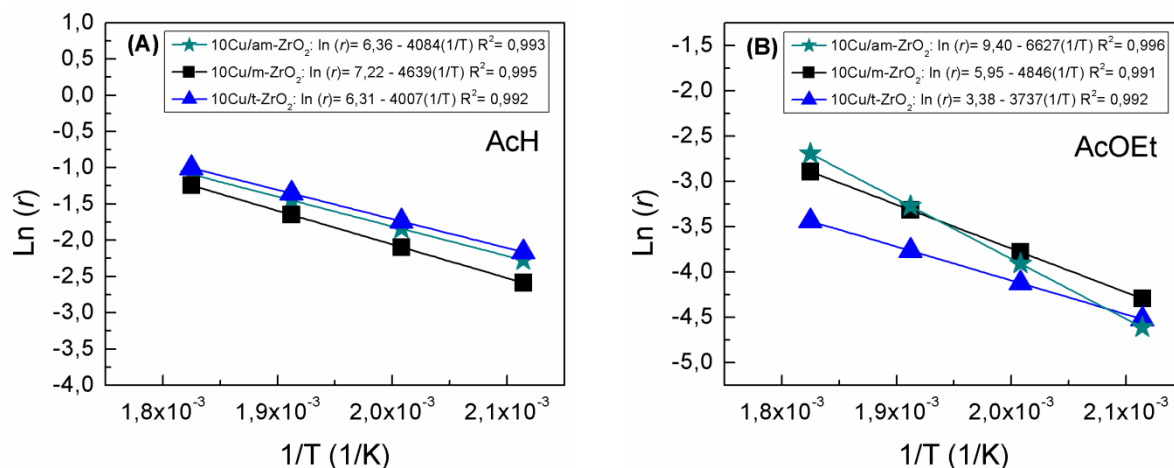 (A)
10Cu/am-ZrO2: ln (r)= 6,36 - 4084(1/T) R2= 0,993
10Cu/m-ZrO2: ln (r)= 7,22 - 4639(1/T) R2= 0,995
10Cu/t-ZrO2: ln (r)= 6,31 - 4007(1/T) R2= 0,992
AcH
Ln (r)
1,0
0,5
0,0
-0,5
-1,0
-1,5
-2,0
-2,5
-3,0
-3,5
-4,0
1,8x10-3
1,9x10-3
2,0x10-3
2,1x10-3
1/T (1/K)
(B)
10Cu/am-ZrO2: ln (r)= 9,40 - 6627(1/T) R2= 0,996
10Cu/m-ZrO2: ln (r)= 5,95 - 4846(1/T) R2= 0,991
10Cu/t-ZrO2: ln (r)= 3,38 - 3737(1/T) R2= 0,992
AcOEt
Ln (r)
-1,5
-2,0
-2,5
-3,0
-3,5
-4,0
-4,5
-5,0
1,8x10-3
1,9x10-3
2,0x10-3
2,1x10-3
1/T (1/K)